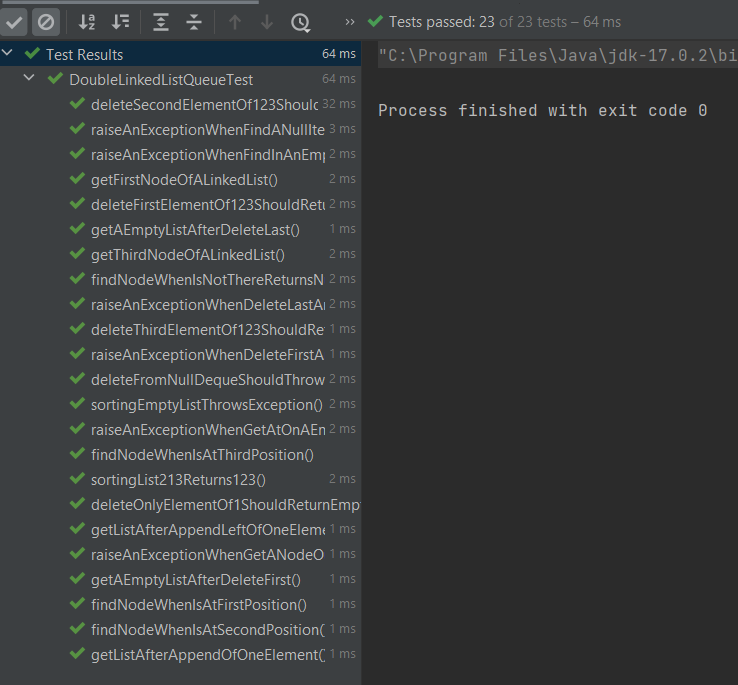 » Tests passed: 23 of 23 tests – 64 ms
Test Results 64 ms
DoubleLinkedListQueueTest 64 ms
deleteSecondElementOf123Should 32 ms
raiseAnExceptionWhenFindANullIte 3 ms
raiseAnExceptionWhenFindInAnEmp 2 ms
getFirstNodeOfALinkedList() 2 ms
deleteFirstElementOf123ShouldRetu 2 ms
getAEmptyListAfterDeleteLast() 1 ms
getThirdNodeOfALinkedList() 2 ms
findNodeWhenIsNotThereReturnsN 2 ms
raiseAnExceptionWhenDeleteLastAn 2 ms
deleteThirdElementOf123ShouldRe 1 ms
raiseAnExceptionWhenDeleteFirstA 1 ms
deleteFromNullDequeShouldThrow 2 ms
sortingEmptyListThrowsException() 2 ms
raiseAnExceptionWhenGetAtOnAEm 2 ms
findNodeWhenIsAtThirdPosition()
sortingList213Returns123() 2 ms
deleteOnlyElementOf1ShouldReturnEmp
getListAfterAppendLeftOfOneEleme 1 ms
raiseAnExceptionWhenGetANodeO 1 ms
getAEmptyListAfterDeleteFirst() 1 ms
findNodeWhenIsAtFirstPosition() 1 ms
findNodeWhenIsAtSecondPosition( 1 ms
getListAfterAppendOfOneElement( 1 ms
"C:\Program Files\Java\jdk-17.0.2\bi
Process finished with exit code 0